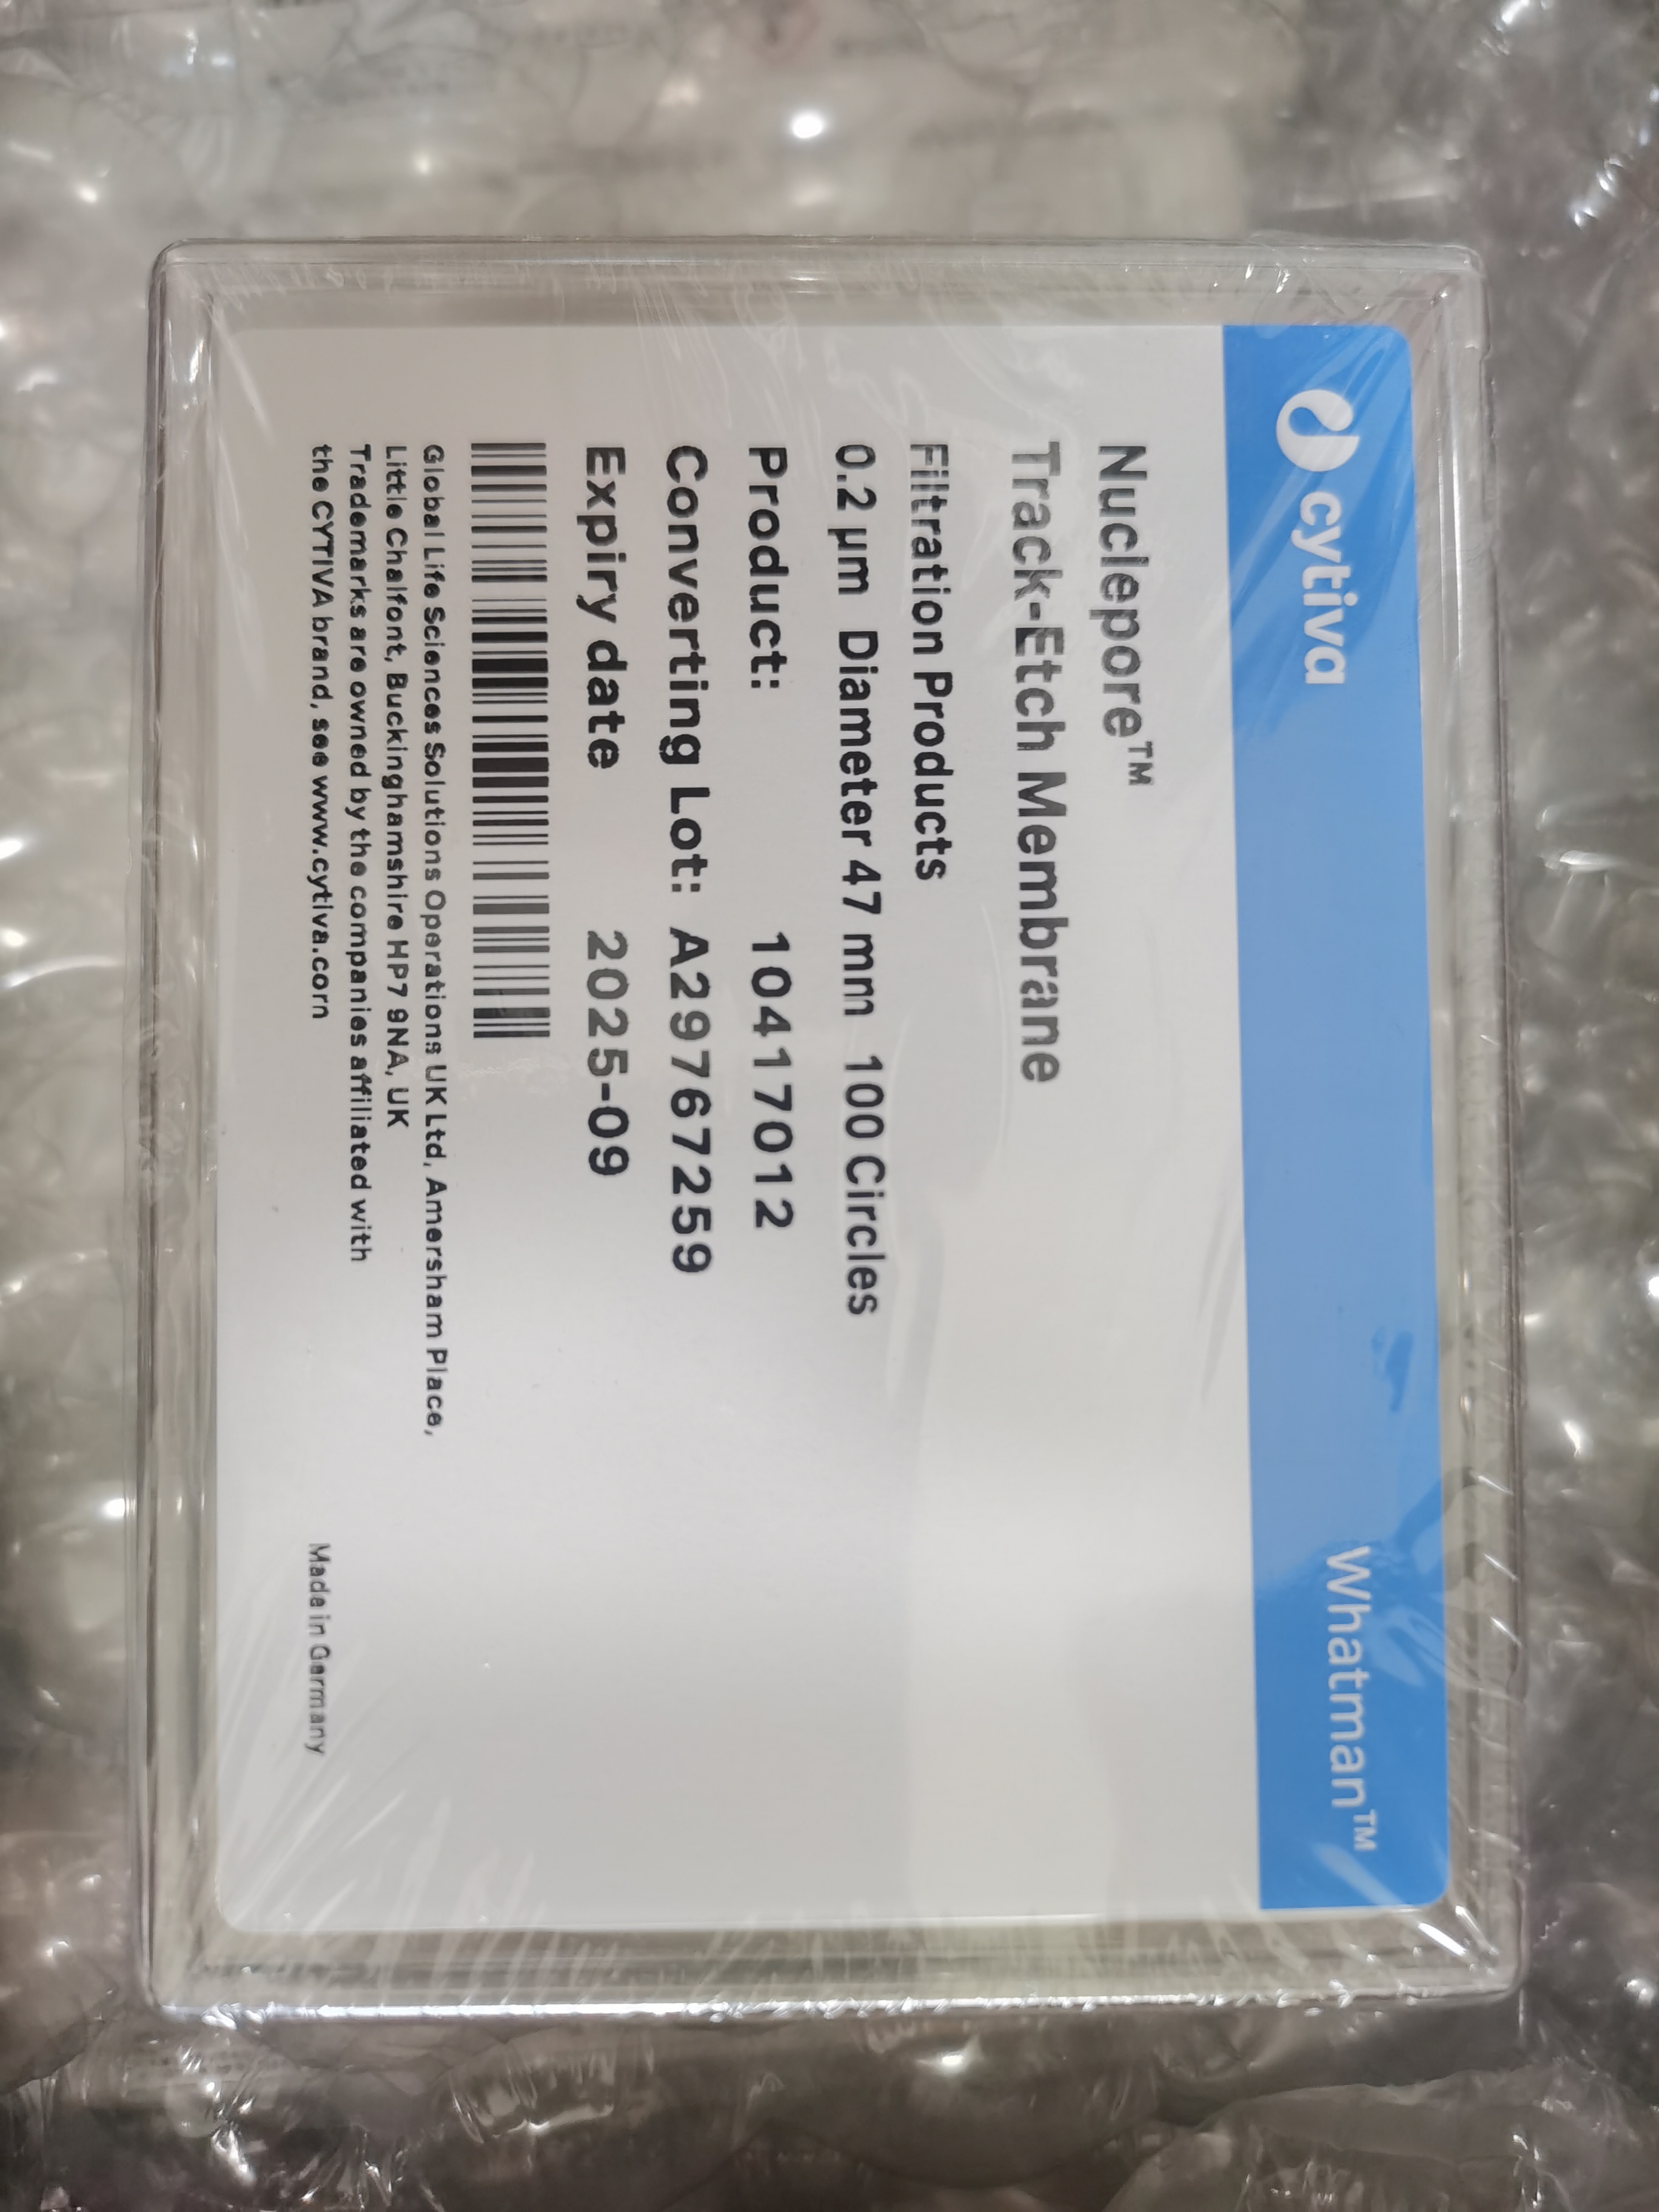 cytiva
Whatman™
Nuclepore™
Track-Etch Membrane
Filtration Products
0.2 µm Diameter 47 mm 100 Circles
Product: 10417012
Converting Lot: A29767259
Expiry date 2025-09
Global Life Sciences Solutions Operations UK Ltd, Amersham Place,
Little Chalfont, Buckinghamshire HP7 9NA, UK
Trademarks are owned by the companies affiliated with
the CYTIVA brand, see www.cytiva.corn
Made in Germany